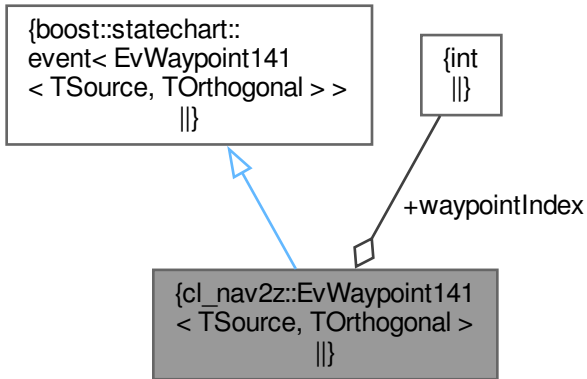 {boost::statechart::
event< EvWaypoint141
< TSource, TOrthogonal > >
||}
{int
||}
+waypointIndex
{cl_nav2z::EvWaypoint141
< TSource, TOrthogonal >
||}